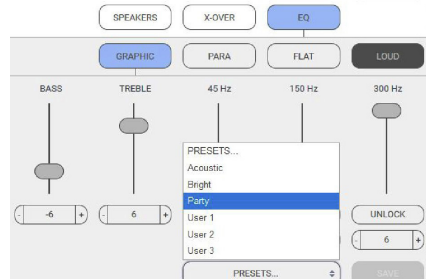 SPEAKERS X-OVER EQ
GRAPHIC PARA FLAT LOUD
BASS TREBLE 45 Hz 150 Hz 300 Hz
PRESETS...
Acoustic
Bright
Party
User 1
User 2
User 3
- -6 + - 6 + UNLOCK
- 6 +
PRESETS... SAVE